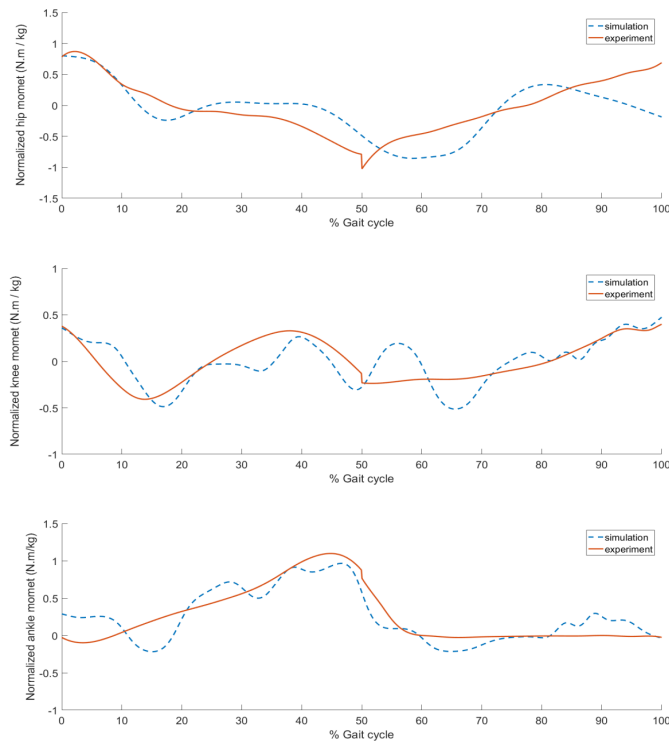 Normalized hip momet (N.m / kg)
1.5
1
0.5
0
-0.5
-1
-1.5
simulation
experiment
0 10 20 30 40 50 60 70 80 90 100
% Gait cycle
Normalized knee momet (N.m / kg)
1
0.5
0
-0.5
-1
simulation
experiment
0 10 20 30 40 50 60 70 80 90 100
% Gait cycle
Normalized ankle momet (N.m/kg)
1.5
1
0.5
0
-0.5
-1
simulation
experiment
0 10 20 30 40 50 60 70 80 90 100
% Gait cycle